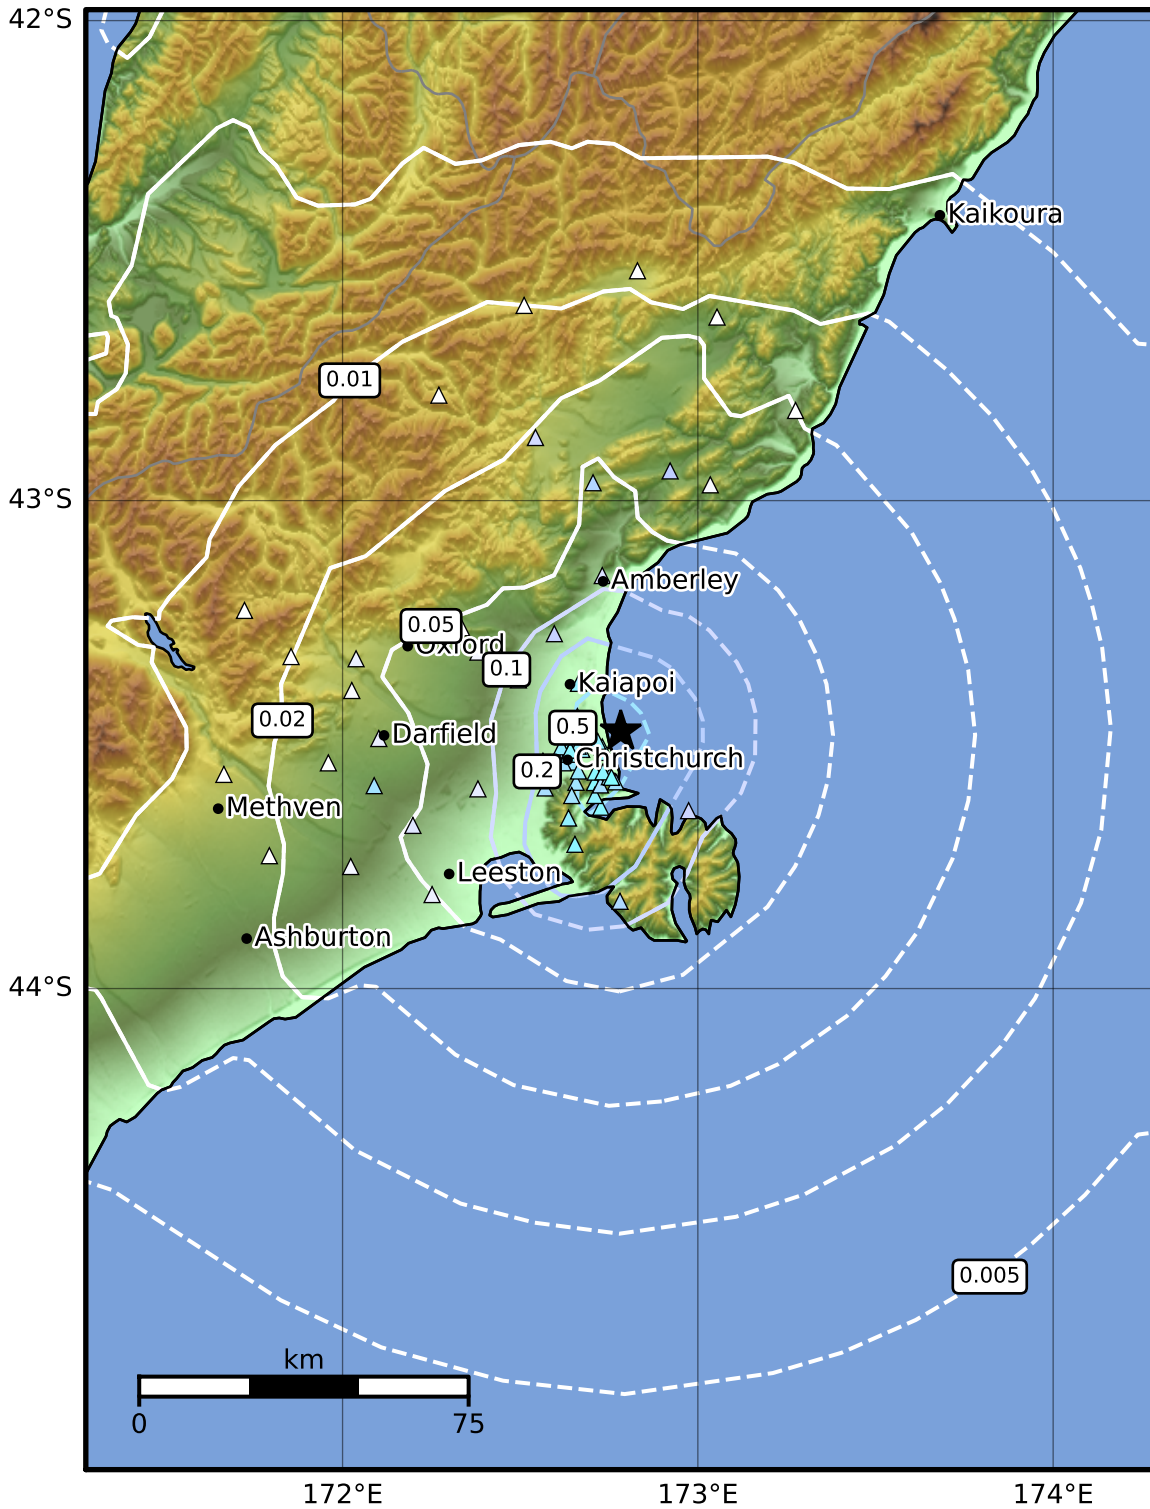 42°S
Kaikoura
0.01
43°S
Amberley
0.05
Oxford
0.1
Kaiapoi
0.02
0.5
Darfield
Christchurch
0.2
Methven
Leeston
Ashburton
44°S
0.005
km
0
75
172°E
173°E
174°E